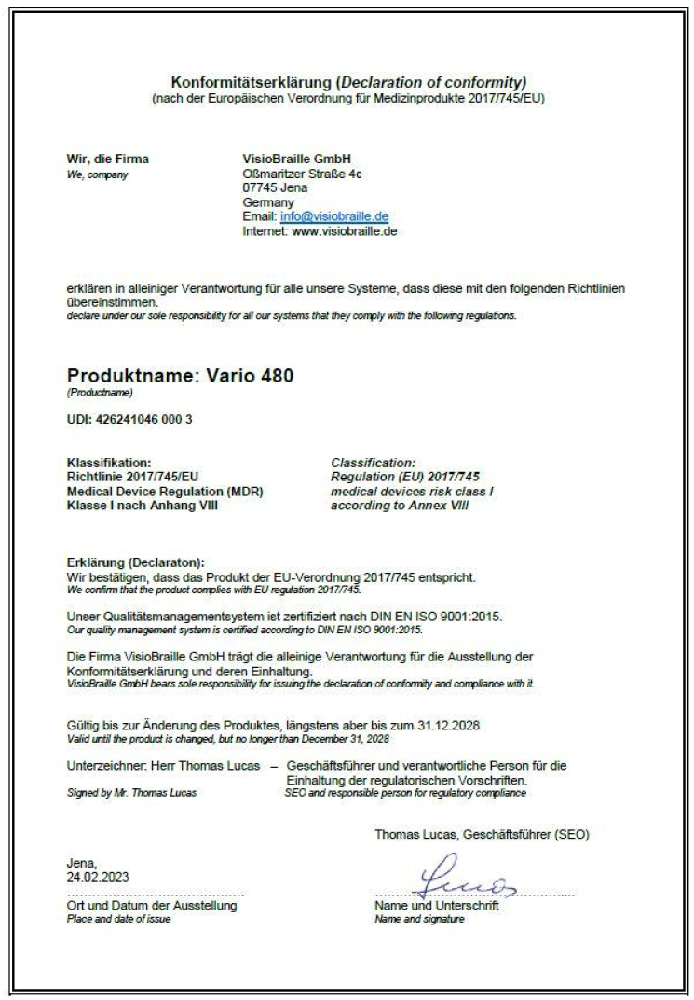 Konformitätserklärung (Declaration of conformity)
(nach der Europäischen Verordnung für Medizinprodukte 2017/745/EU)
Wir, die Firma
We, company
VisioBraille GmbH
Oßmaritzer Straße 4c
07745 Jena
Germany
Email: info@visiobraille.de
Internet: www.visiobraille.de
erklären in alleiniger Verantwortung für alle unsere Systeme, dass diese mit den folgenden Richtlinien
übereinstimmen.
declare under our sole responsibility for all our systems that they comply with the following regulations.
Produktname: Vario 480
(Productname)
UDI: 426241046 000 3
Klassifikation:
Richtlinie 2017/745/EU
Medical Device Regulation (MDR)
Klasse I nach Anhang VIII
Classification:
Regulation (EU) 2017/745
medical devices risk class I
according to Annex VIII
Erklärung (Declaraton):
Wir bestätigen, dass das Produkt der EU-Verordnung 2017/745 entspricht.
We confirm that the product complies with EU regulation 2017/745.
Unser Qualitätsmanagementsystem ist zertifiziert nach DIN EN ISO 9001:2015.
Our quality management system is certified according to DIN EN ISO 9001:2015.
Die Firma VisioBraille GmbH trägt die alleinige Verantwortung für die Ausstellung der
Konformitätserklärung und deren Einhaltung.
VisioBraille GmbH bears sole responsibility for issuing the declaration of conformity and compliance with it.
Gültig bis zur Änderung des Produktes, längstens aber bis zum 31.12.2028
Valid until the product is changed, but no longer than December 31, 2028
Unterzeichner: Herr Thomas Lucas – Geschäftsführer und verantwortliche Person für die
Einhaltung der regulatorischen Vorschriften.
Signed by Mr. Thomas Lucas SEO and responsible person for regulatory compliance
Thomas Lucas, Geschäftsführer (SEO)
Jena,
24.02.2023
Lucas
Ort und Datum der Ausstellung
Place and date of issue
Name und Unterschrift
Name and signature